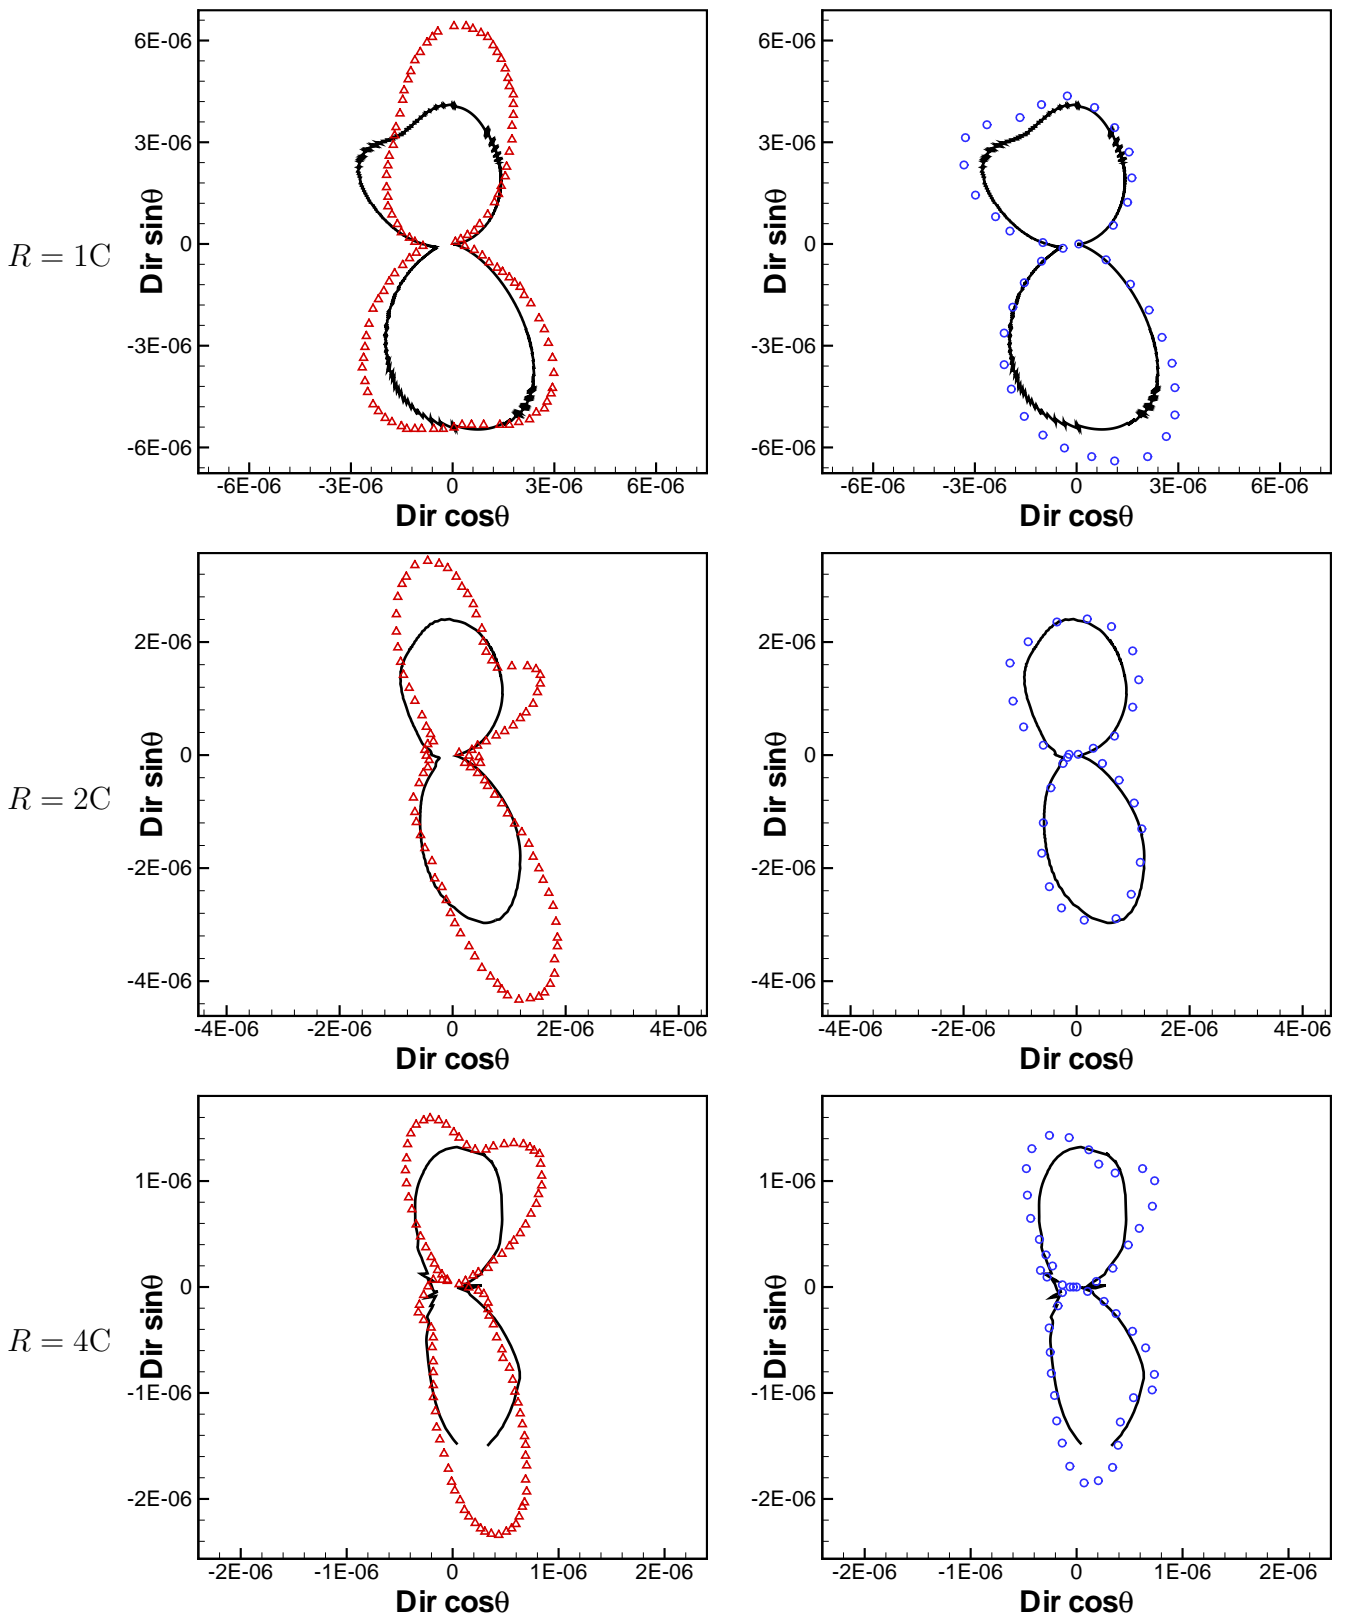 6E-06
3E-06
0
-3E-06
-6E-06
Dir sinθ
-6E-06 -3E-06 0 3E-06 6E-06
Dir cosθ
R = 1C
6E-06
3E-06
0
-3E-06
-6E-06
Dir sinθ
-6E-06 -3E-06 0 3E-06 6E-06
Dir cosθ
2E-06
0
-2E-06
-4E-06
Dir sinθ
-4E-06 -2E-06 0 2E-06 4E-06
Dir cosθ
R = 2C
2E-06
0
-2E-06
-4E-06
Dir sinθ
-4E-06 -2E-06 0 2E-06 4E-06
Dir cosθ
1E-06
0
-1E-06
-2E-06
Dir sinθ
-2E-06 -1E-06 0 1E-06 2E-06
Dir cosθ
R = 4C
1E-06
0
-1E-06
-2E-06
Dir sinθ
-2E-06 -1E-06 0 1E-06 2E-06
Dir cosθ